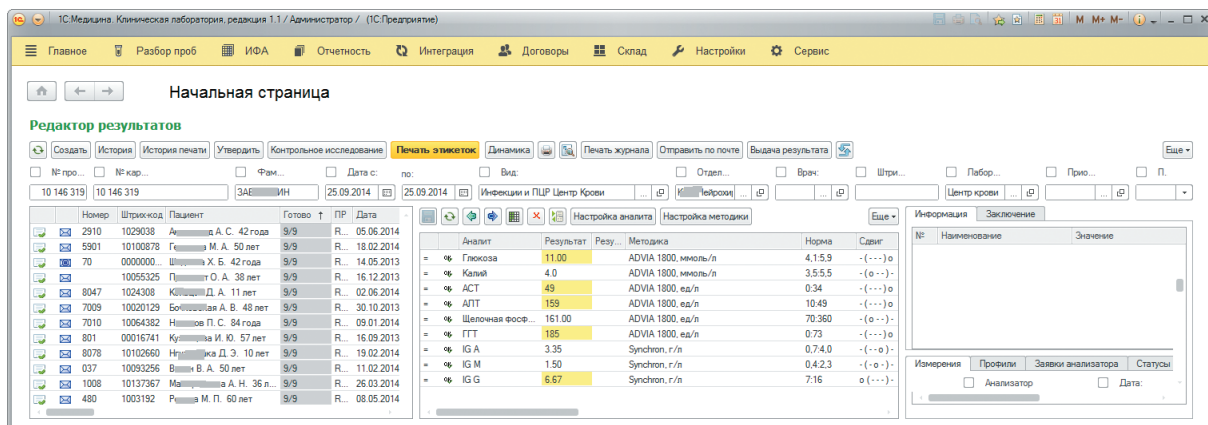 1С:Медицина. Клиническая лаборатория, редакция 1.1 / Администратор / (1С:Предприятие)
M M+ M-
Главное Разбор проб ИФА Отчетность Интеграция Договоры Склад Настройки Сервис
Начальная страница
Редактор результатов
Создать История История печати Утвердить Контрольное исследование Печать этикеток Динамика Печать журнала Отправить по почте Выдача результата Еще
№ про... № кар... Фам... Дата с: по: Вид: Отдел... Врач: Штри... Лабор... Прио... П.
10 146 319 10 146 319 ЗАЕ ИН 25.09.2014 25.09.2014 Инфекции и ПЦР Центр Крови ... ... ... Центр крови ... ...
Номер Штрих-код Пациент Готово ↑ ПР Дата
2910 1029038 А. С. 42 года 9/9 R... 05.06.2014
5901 10100878 М. А. 50 лет 9/9 R... 18.02.2014
70 0000000... Х. Б. 42 года 9/9 R... 14.05.2013
10055325 О. А. 38 лет 9/9 R... 16.12.2013
8047 1024308 Д. А. 11 лет 9/9 R... 02.06.2014
7009 10020129 А. В. 48 лет 9/9 R... 30.10.2013
7010 10064382 П. С. 84 года 9/9 R... 09.01.2014
801 00016741 И. Ю. 57 лет 9/9 R... 16.09.2013
8078 10102660 Д. Э. 10 лет 9/9 R... 19.02.2014
037 10093256 В. А. 50 лет 9/9 R... 11.02.2014
1008 10137367 А. Н. 36 л... 9/9 R... 26.03.2014
480 1003192 М. П. 60 лет 9/9 R... 08.05.2014
Настройка аналита Настройка методики Еще
Аналит Результат Резу... Методика Норма Сдвиг
= Глюкоза 11.00 ADVIA 1800, ммоль/л 4,1:5,9 - ( - - - ) o
= Калий 4.0 ADVIA 1800, ммоль/л 3,5:5,5 - ( o - - ) -
= АСТ 49 ADVIA 1800, ед/л 0:34 - ( - - - ) o
= АПТ 159 ADVIA 1800, ед/л 10:49 - ( - - - ) o
= Щелочная фосф... 161.00 ADVIA 1800, ед/л 70:360 - ( o - - ) -
= ГГТ 185 ADVIA 1800, ед/л 0:73 - ( - - - ) o
= IG A 3.35 Synchron, г/л 0,7:4,0 - ( - - o ) -
= IG M 1.50 Synchron, г/л 0,4:2,3 - ( - o - ) -
= IG G 6.67 Synchron, г/л 7:16 o ( - - - ) -
Информация Заключение
№ Наименование Значение
Измерения Профили Заявки анализатора Статусы
Анализатор Дата: